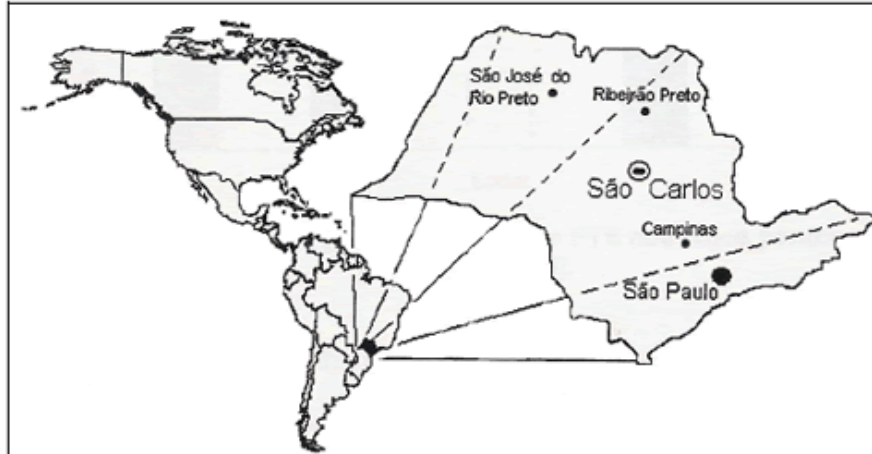 São José do
Rio Preto
Ribeirão Preto
São Carlos
Campinas
São Paulo